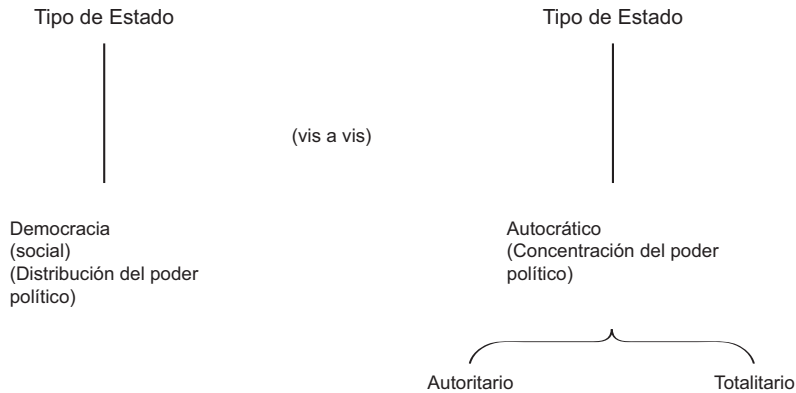 Tipo de Estado
Tipo de Estado
(vis a vis)
Democracia
(social)
(Distribución del poder
político)
Autocrático
(Concentración del poder
político)
Autoritario
Totalitario